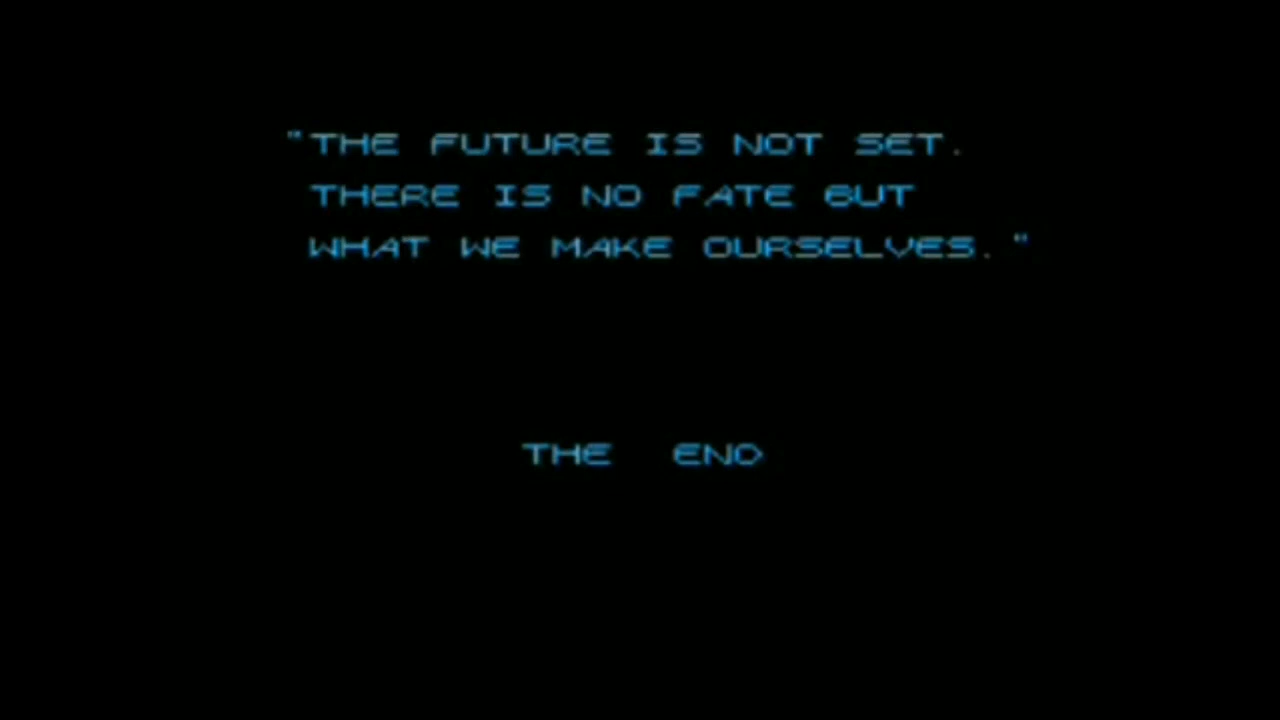 "THE FUTURE IS NOT SET.
THERE IS NO FATE BUT
WHAT WE MAKE OURSELVES."
THE END